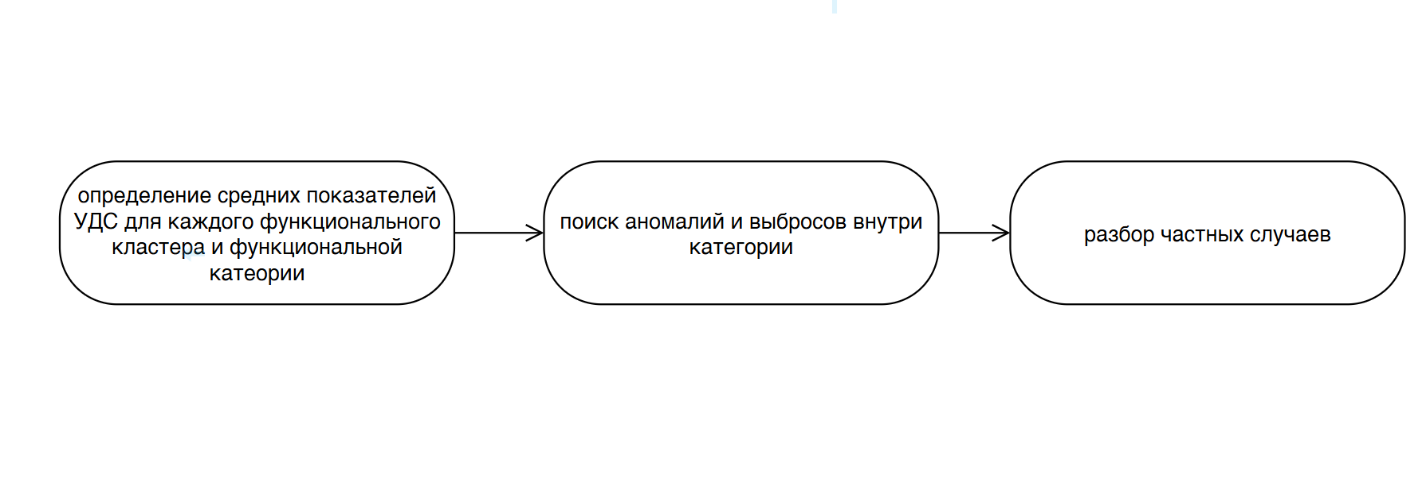 определение средних показателей
УДС для каждого функционального
кластера и функциональной
катеории
поиск аномалий и выбросов внутри
категории
разбор частных случаев